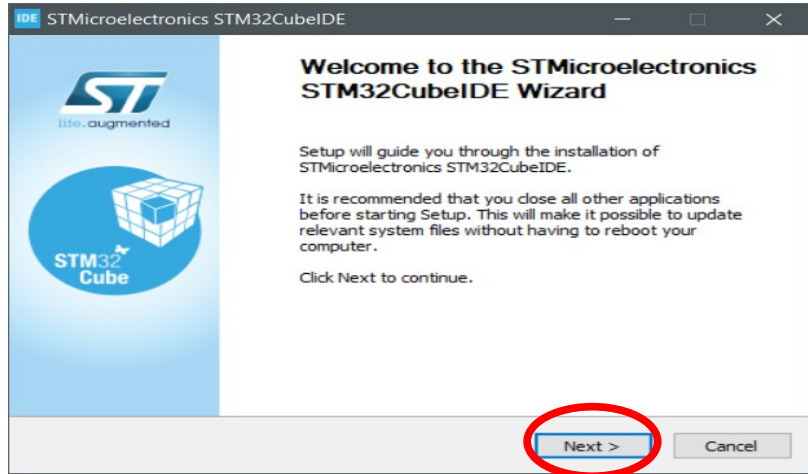 IDE STMicroelectronics STM32CubeIDE
ST
life.augmented
STM32
Cube
Welcome to the STMicroelectronics
STM32CubeIDE Wizard
Setup will guide you through the installation of
STMicroelectronics STM32CubeIDE.
It is recommended that you close all other applications
before starting Setup. This will make it possible to update
relevant system files without having to reboot your
computer.
Click Next to continue.
Next >
Cancel